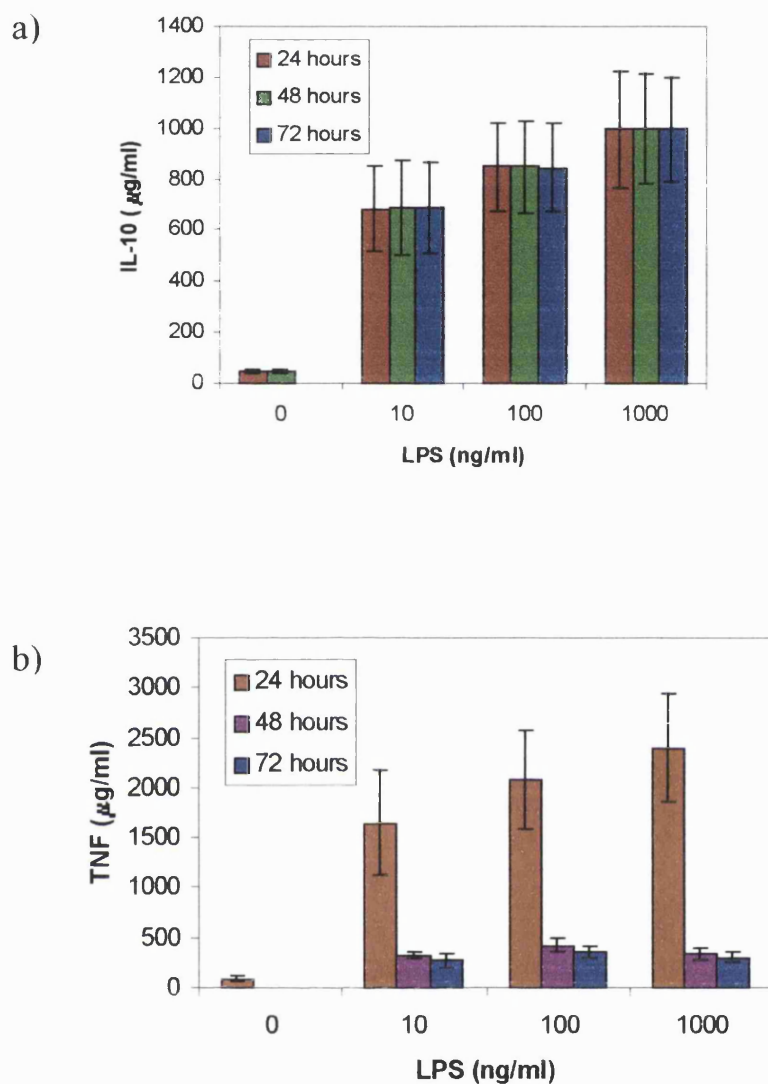 a)
1400
1200
1000
800
600
400
200
0
IL-10 ( μg/ml)
24 hours
48 hours
72 hours
0 10 100 1000
LPS (ng/ml)
b)
3500
3000
2500
2000
1500
1000
500
0
TNF (μg/ml)
24 hours
48 hours
72 hours
0 10 100 1000
LPS (ng/ml)